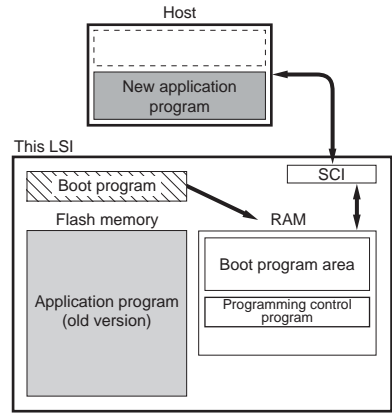 Host
New application
program
This LSI
SCI
Boot program
Flash memory
RAM
Boot program area
Application program
(old version)
Programming control
program